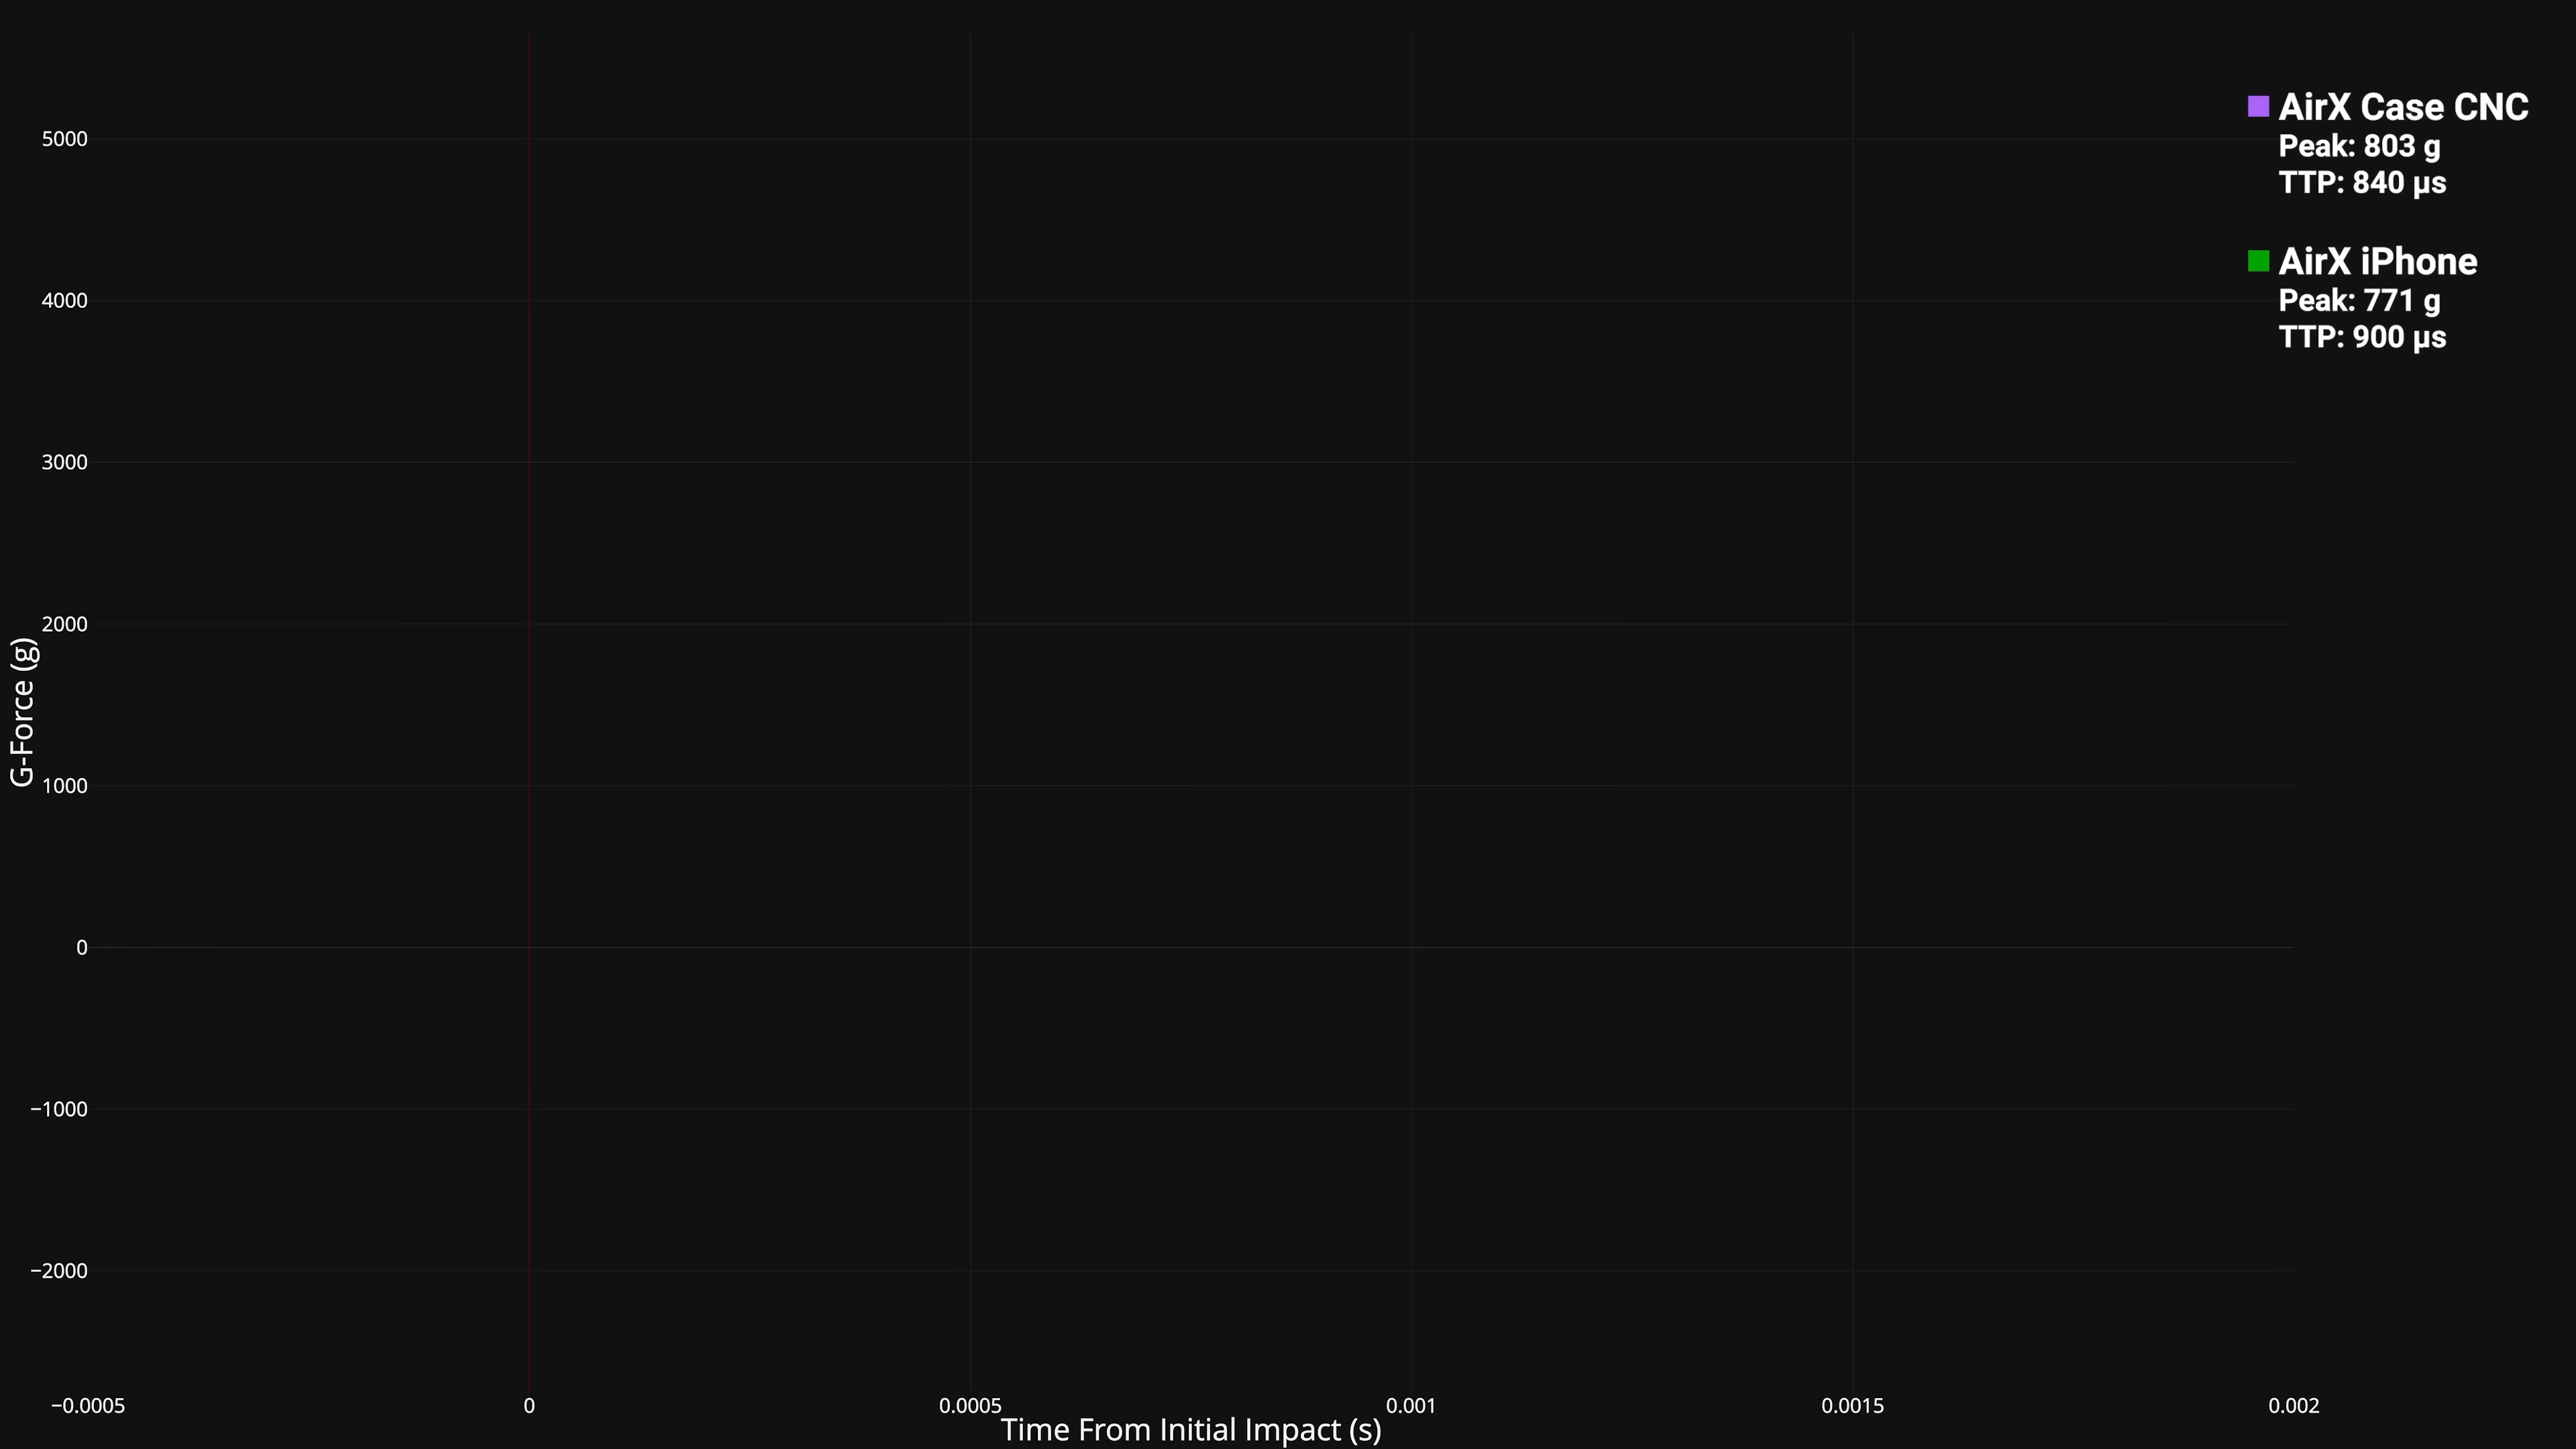 AirX Case CNC
Peak: 803 g
TTP: 840 μs
AirX iPhone
Peak: 771 g
TTP: 900 μs
5000
4000
3000
2000
1000
0
−1000
−2000
G-Force (g)
−0.0005
0
0.0005
0.001
0.0015
0.002
Time From Initial Impact (s)